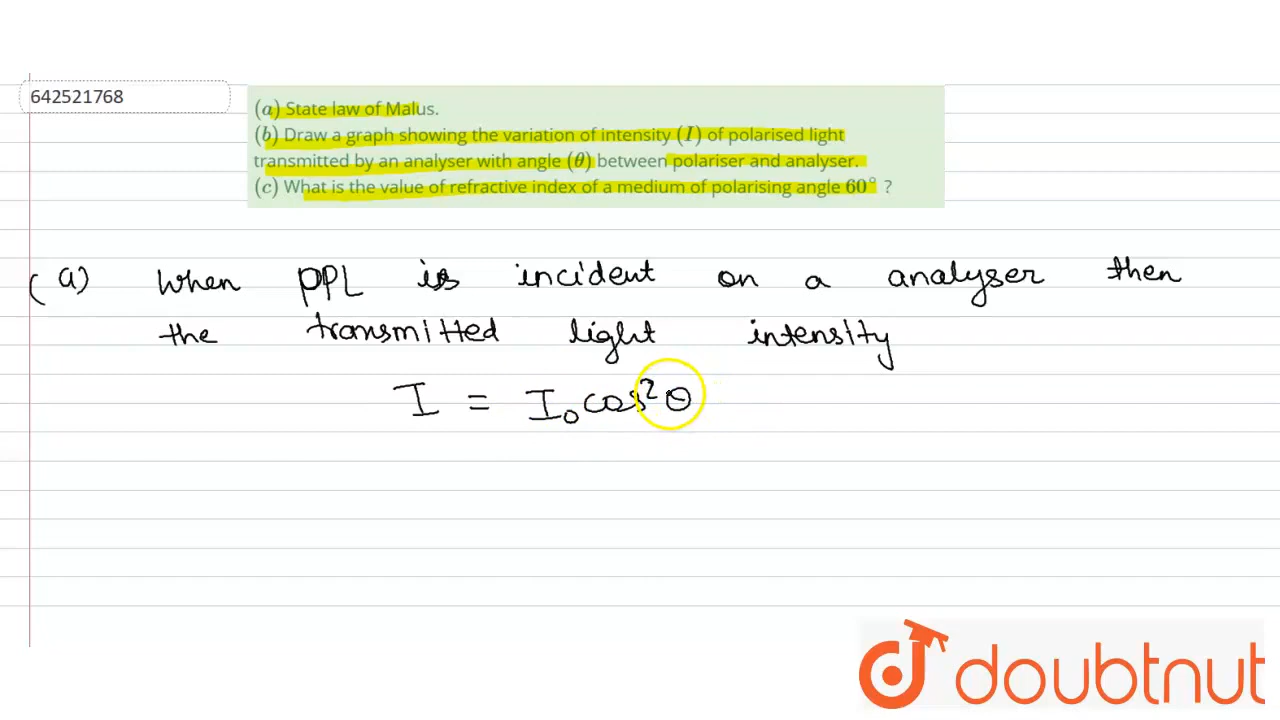 642521768
(a) State law of Malus.
(b) Draw a graph showing the variation of intensity (I) of polarised light
transmitted by an analyser with angle (θ) between polariser and analyser.
(c) What is the value of refractive index of a medium of polarising angle 60° ?
(a) When PPL is incident on a analyser then
the transmitted light intensity
I = I₀ cos²θ
doubtnut